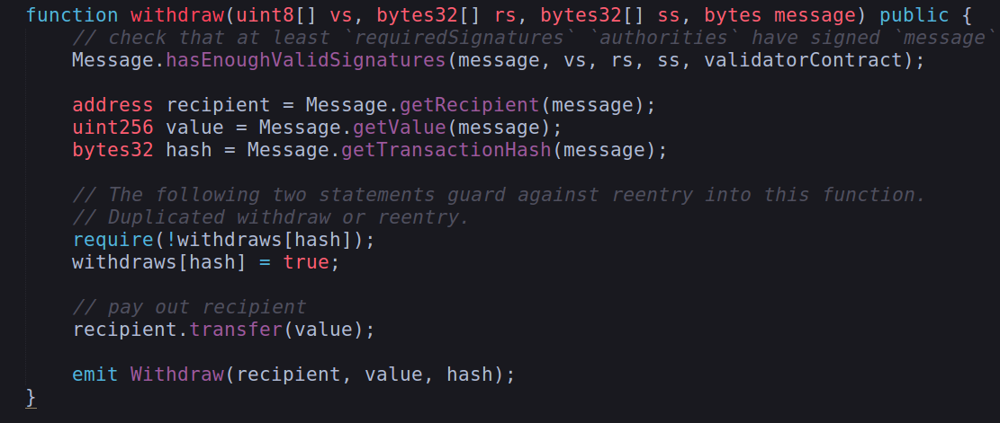 function withdraw(uint8[] vs, bytes32[] rs, bytes32[] ss, bytes message) public {
    // check that at least `requiredSignatures` `authorities` have signed `message`
    Message.hasEnoughValidSignatures(message, vs, rs, ss, validatorContract);

    address recipient = Message.getRecipient(message);
    uint256 value = Message.getValue(message);
    bytes32 hash = Message.getTransactionHash(message);

    // The following two statements guard against reentry into this function.
    // Duplicated withdraw or reentry.
    require(!withdraws[hash]);
    withdraws[hash] = true;

    // pay out recipient
    recipient.transfer(value);

    emit Withdraw(recipient, value, hash);
}